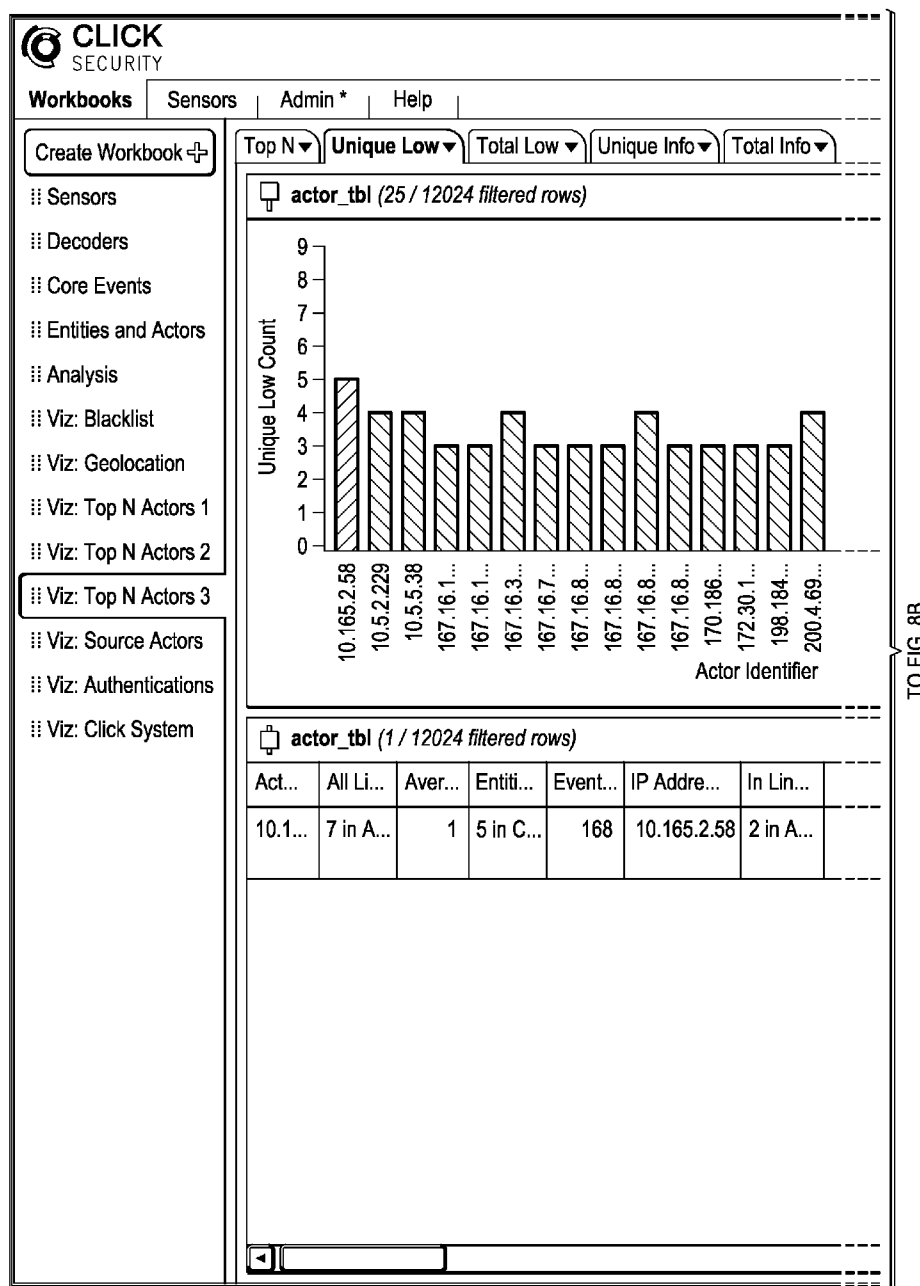 CLICK
SECURITY
Workbooks Sensors Admin * Help
Create Workbook
Sensors
Decoders
Core Events
Entities and Actors
Analysis
Viz: Blacklist
Viz: Geolocation
Viz: Top N Actors 1
Viz: Top N Actors 2
Viz: Top N Actors 3
Viz: Source Actors
Viz: Authentications
Viz: Click System
Top N Unique Low Total Low Unique Info Total Info
actor_tbl (25 / 12024 filtered rows)
Unique Low Count
9
8
7
6
5
4
3
2
1
0
10.165.2.58
10.5.2.229
10.5.5.38
167.16.1...
167.16.1...
167.16.3...
167.16.7...
167.16.8...
167.16.8...
167.16.8...
167.16.8...
170.186...
172.30.1...
198.184...
200.4.69...
Actor Identifier
actor_tbl (1 / 12024 filtered rows)
Act... All Li... Aver... Entiti... Event... IP Addre... In Lin...
10.1... 7 in A... 1 5 in C... 168 10.165.2.58 2 in A...
TO FIG. 8B